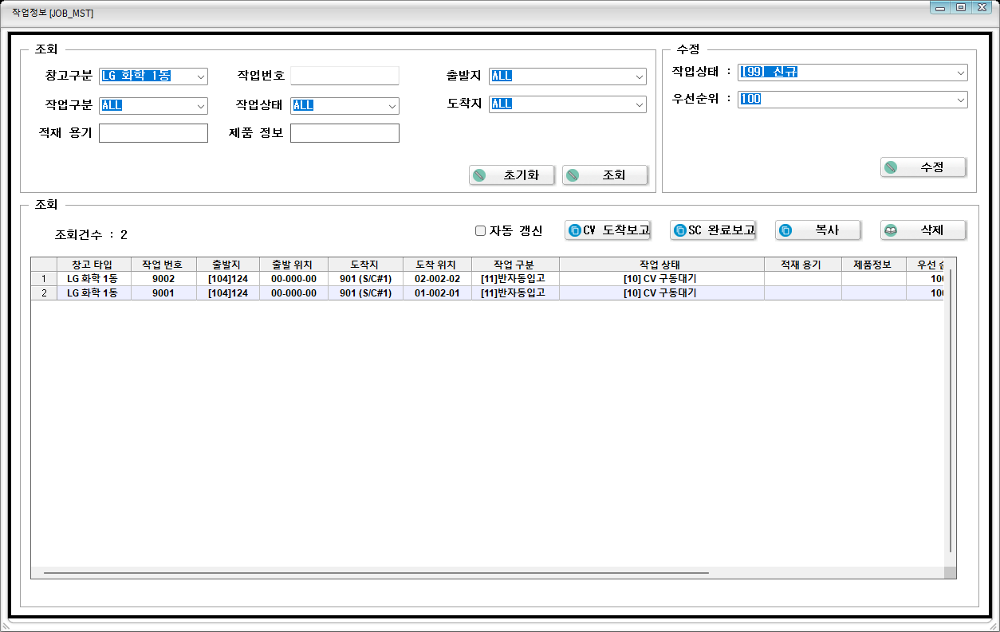 작업정보 [JOB_MST]
조회
창고구분 LG 화학 1동 작업번호 출발지 ALL
작업구분 ALL 작업상태 ALL 도착지 ALL
적재 용기 제품 정보
초기화 조회
수정
작업상태 : [99] 신규
우선순위 : 100
수정
조회
조회건수 : 2 자동 갱신 CV 도착보고 SC 완료보고 복사 삭제
창고 타입 작업 번호 출발지 출발 위치 도착지 도착 위치 작업 구분 작업 상태 적재 용기 제품정보 우선
1 LG 화학 1동 9002 [104]124 00-000-00 901 (S/C#1) 02-002-02 [11]반자동입고 [10] CV 구동대기
2 LG 화학 1동 9001 [104]124 00-000-00 901 (S/C#1) 01-002-01 [11]반자동입고 [10] CV 구동대기